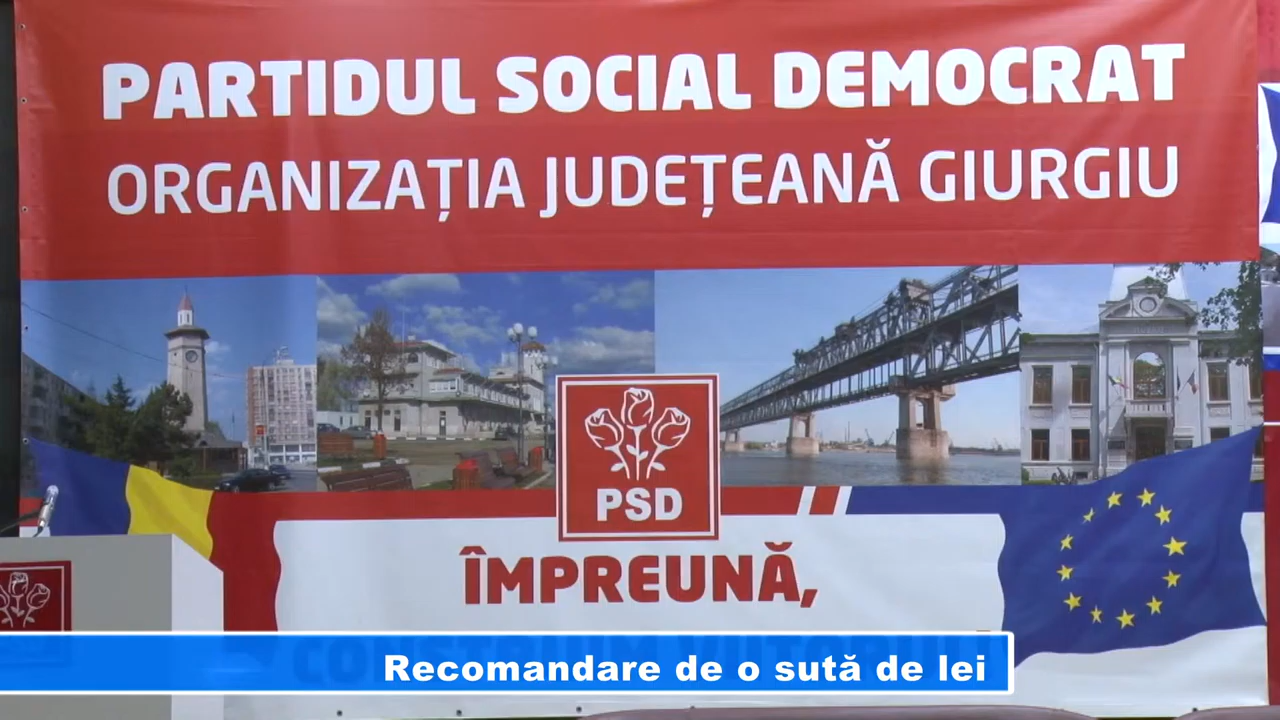 PARTIDUL SOCIAL DEMOCRAT
ORGANIZAȚIA JUDEȚEANĂ GIURGIU
PSD
ÎMPREUNĂ,
Recomandare de o sută de lei